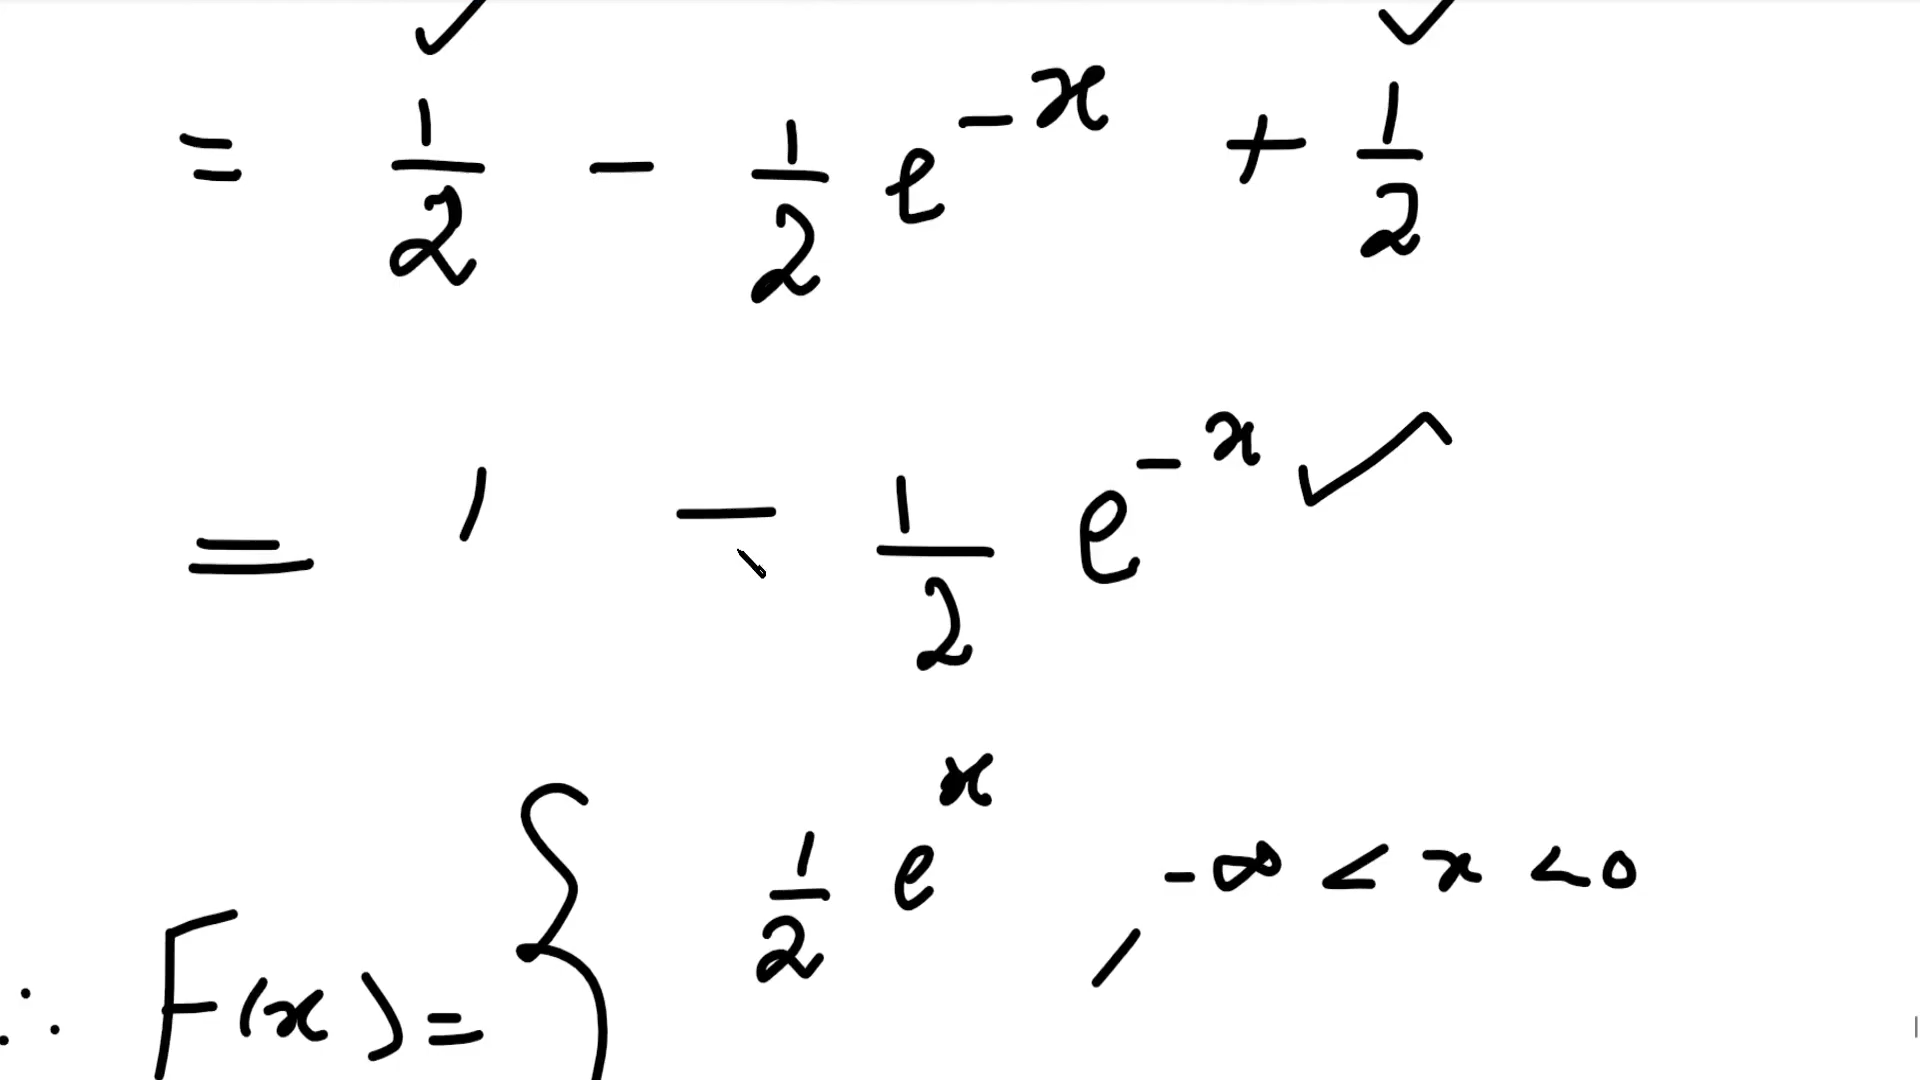 = 1/2 - 1/2 e^{-x} + 1/2
= 1 - 1/2 e^{-x} ✓
∴ F(x) = { 1/2 e^{x} , -∞ < x < 0